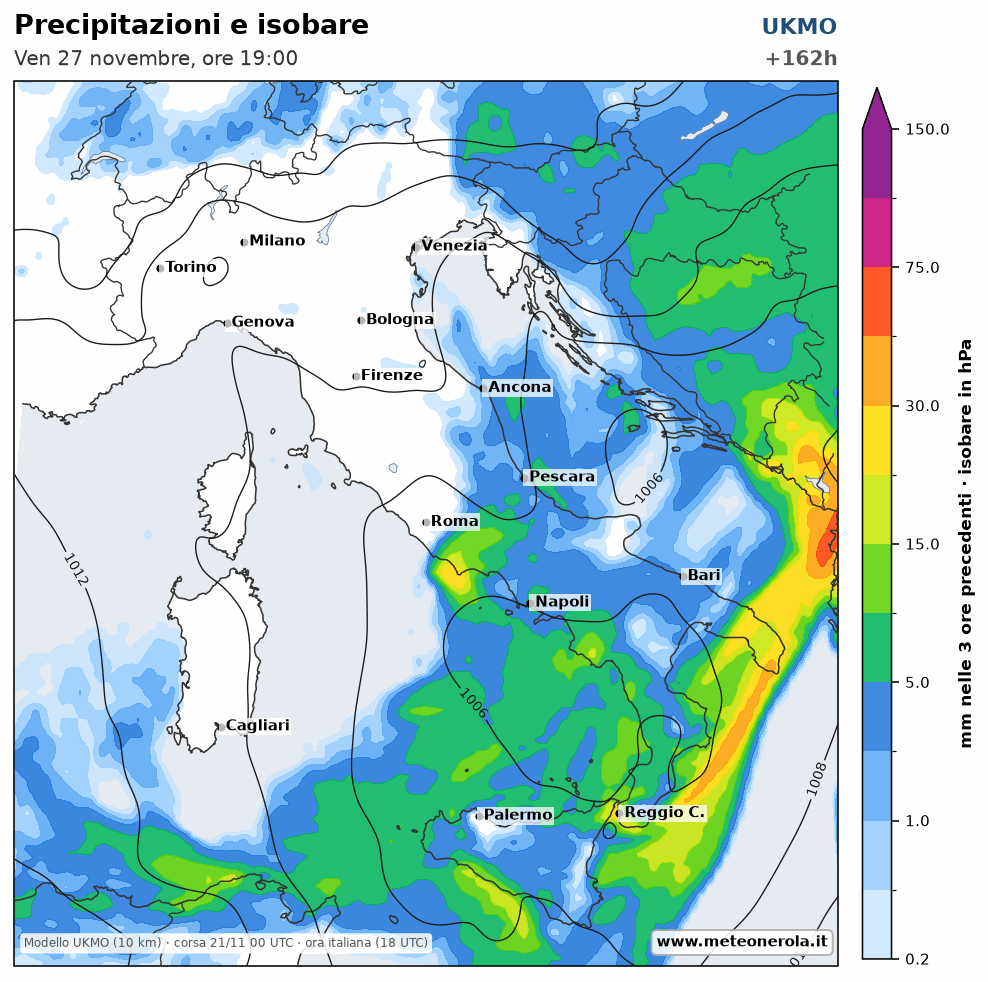 Precipitazioni e isobare
UKMO
Ven 27 novembre, ore 19:00
+162h
150.0
75.0
30.0
15.0
5.0
1.0
0.2
mm nelle 3 ore precedenti · isobare in hPa
Milano
Venezia
Torino
Genova
Bologna
Firenze
Ancona
Pescara
1006
Roma
1012
Bari
Napoli
1006
Cagliari
1008
Palermo
Reggio C.
Modello UKMO (10 km) · corsa 21/11 00 UTC · ora italiana (18 UTC)
www.meteonerola.it